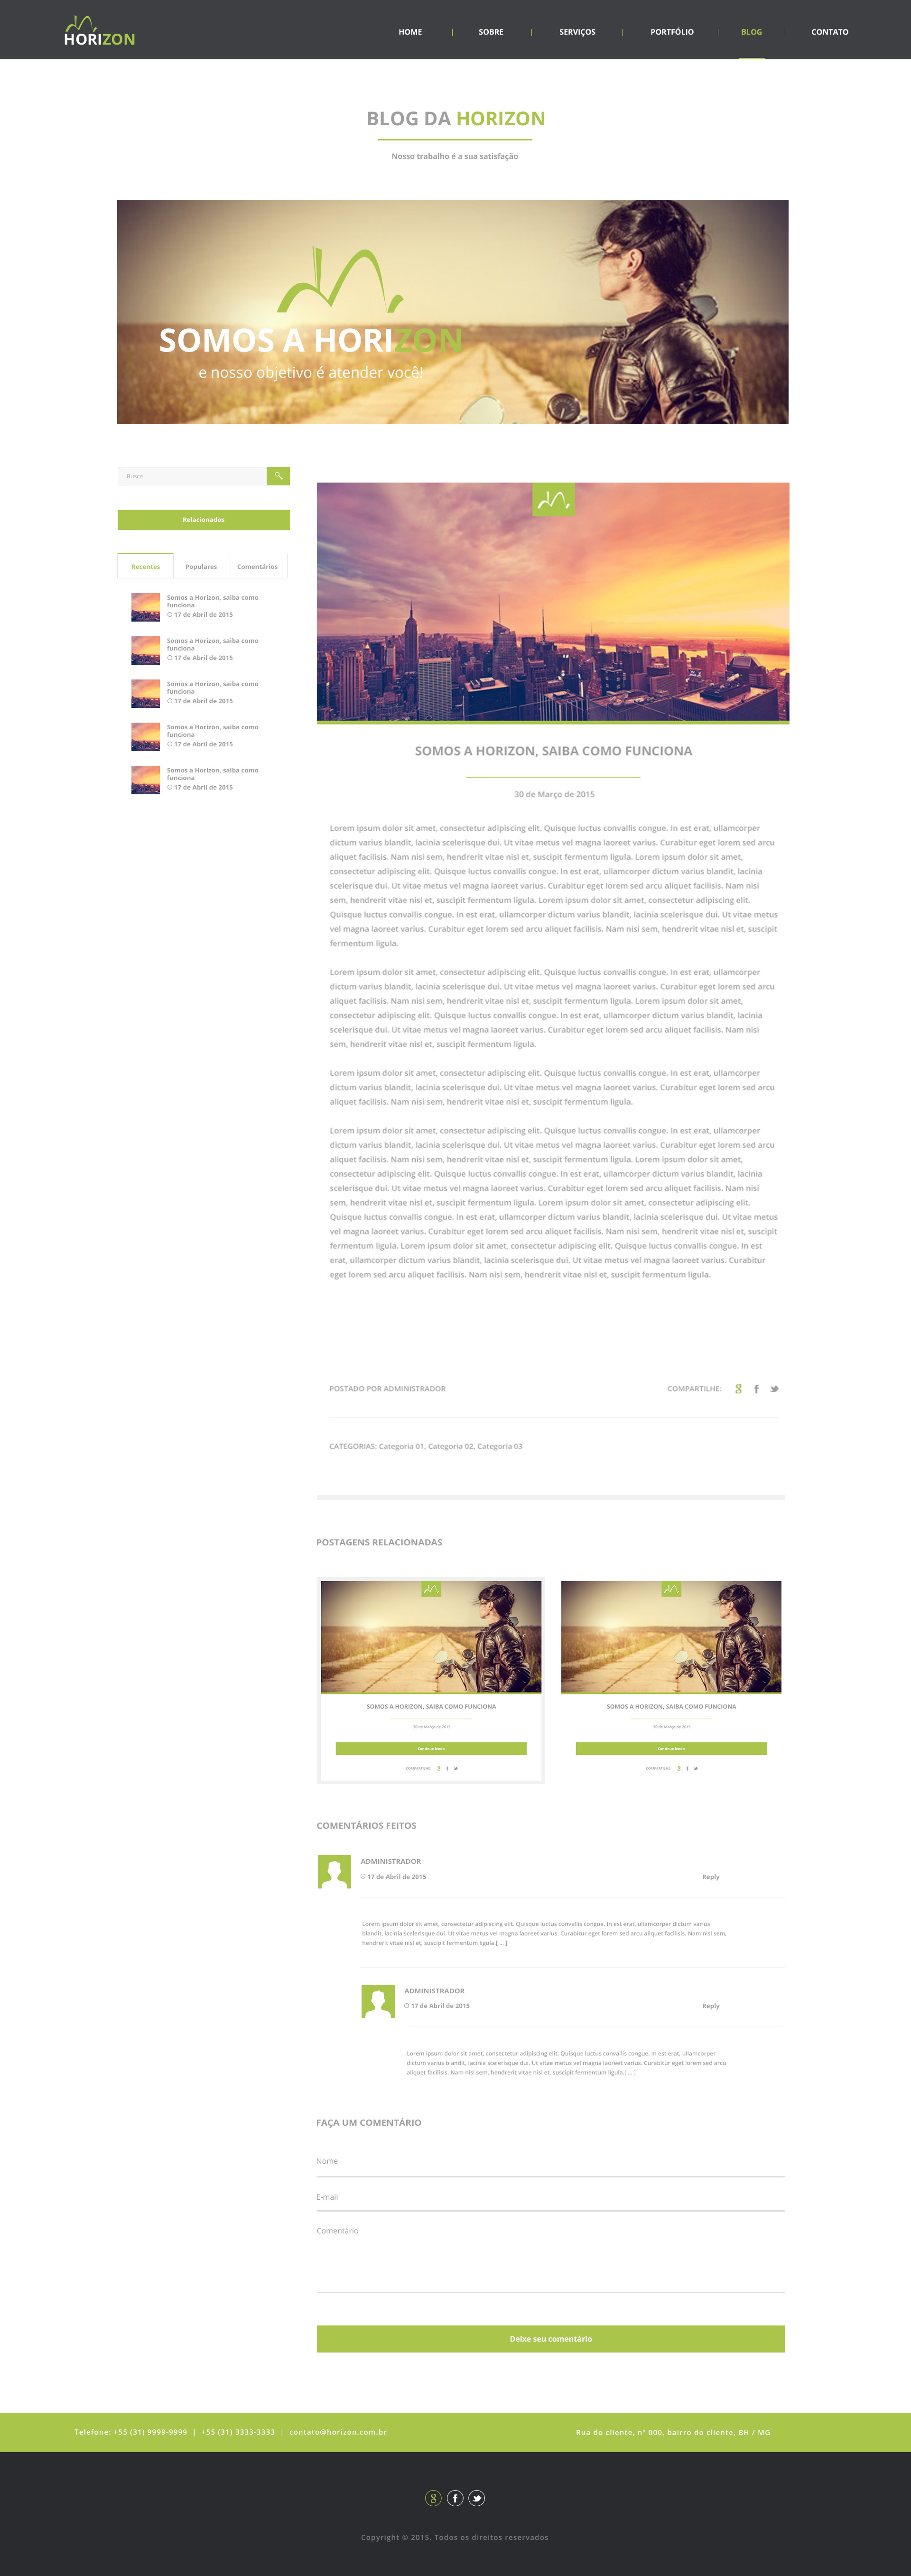 HORIZON
HOME | SOBRE | SERVIÇOS | PORTFÓLIO | BLOG | CONTATO
BLOG DA HORIZON
Nosso trabalho é a sua satisfação
SOMOS A HORIZON
e nosso objetivo é atender você!
Busca
Relacionados
Recentes Populares Comentários
Somos a Horizon, saiba como
funciona
17 de Abril de 2015
Somos a Horizon, saiba como
funciona
17 de Abril de 2015
Somos a Horizon, saiba como
funciona
17 de Abril de 2015
Somos a Horizon, saiba como
funciona
17 de Abril de 2015
Somos a Horizon, saiba como
funciona
17 de Abril de 2015
SOMOS A HORIZON, SAIBA COMO FUNCIONA
30 de Março de 2015
Lorem ipsum dolor sit amet, consectetur adipiscing elit. Quisque luctus convallis congue. In est erat, ullamcorper
dictum varius blandit, lacinia scelerisque dui. Ut vitae metus vel magna laoreet varius. Curabitur eget lorem sed arcu
aliquet facilisis. Nam nisi sem, hendrerit vitae nisl et, suscipit fermentum ligula. Lorem ipsum dolor sit amet,
consectetur adipiscing elit. Quisque luctus convallis congue. In est erat, ullamcorper dictum varius blandit, lacinia
scelerisque dui. Ut vitae metus vel magna laoreet varius. Curabitur eget lorem sed arcu aliquet facilisis. Nam nisi
sem, hendrerit vitae nisl et, suscipit fermentum ligula. Lorem ipsum dolor sit amet, consectetur adipiscing elit.
Quisque luctus convallis congue. In est erat, ullamcorper dictum varius blandit, lacinia scelerisque dui. Ut vitae metus
vel magna laoreet varius. Curabitur eget lorem sed arcu aliquet facilisis. Nam nisi sem, hendrerit vitae nisl et, suscipit
fermentum ligula.
Lorem ipsum dolor sit amet, consectetur adipiscing elit. Quisque luctus convallis congue. In est erat, ullamcorper
dictum varius blandit, lacinia scelerisque dui. Ut vitae metus vel magna laoreet varius. Curabitur eget lorem sed arcu
aliquet facilisis. Nam nisi sem, hendrerit vitae nisl et, suscipit fermentum ligula. Lorem ipsum dolor sit amet,
consectetur adipiscing elit. Quisque luctus convallis congue. In est erat, ullamcorper dictum varius blandit, lacinia
scelerisque dui. Ut vitae metus vel magna laoreet varius. Curabitur eget lorem sed arcu aliquet facilisis. Nam nisi
sem, hendrerit vitae nisl et, suscipit fermentum ligula.
Lorem ipsum dolor sit amet, consectetur adipiscing elit. Quisque luctus convallis congue. In est erat, ullamcorper
dictum varius blandit, lacinia scelerisque dui. Ut vitae metus vel magna laoreet varius. Curabitur eget lorem sed arcu
aliquet facilisis. Nam nisi sem, hendrerit vitae nisl et, suscipit fermentum ligula.
Lorem ipsum dolor sit amet, consectetur adipiscing elit. Quisque luctus convallis congue. In est erat, ullamcorper
dictum varius blandit, lacinia scelerisque dui. Ut vitae metus vel magna laoreet varius. Curabitur eget lorem sed arcu
aliquet facilisis. Nam nisi sem, hendrerit vitae nisl et, suscipit fermentum ligula. Lorem ipsum dolor sit amet,
consectetur adipiscing elit. Quisque luctus convallis congue. In est erat, ullamcorper dictum varius blandit, lacinia
scelerisque dui. Ut vitae metus vel magna laoreet varius. Curabitur eget lorem sed arcu aliquet facilisis. Nam nisi
sem, hendrerit vitae nisl et, suscipit fermentum ligula. Lorem ipsum dolor sit amet, consectetur adipiscing elit.
Quisque luctus convallis congue. In est erat, ullamcorper dictum varius blandit, lacinia scelerisque dui. Ut vitae metus
vel magna laoreet varius. Curabitur eget lorem sed arcu aliquet facilisis. Nam nisi sem, hendrerit vitae nisl et, suscipit
fermentum ligula. Lorem ipsum dolor sit amet, consectetur adipiscing elit. Quisque luctus convallis congue. In est
erat, ullamcorper dictum varius blandit, lacinia scelerisque dui. Ut vitae metus vel magna laoreet varius. Curabitur
eget lorem sed arcu aliquet facilisis. Nam nisi sem, hendrerit vitae nisl et, suscipit fermentum ligula.
POSTADO POR ADMINISTRADOR COMPARTILHE:
CATEGORIAS: Categoria 01, Categoria 02, Categoria 03
POSTAGENS RELACIONADAS
SOMOS A HORIZON, SAIBA COMO FUNCIONA
30 de Março de 2015
Continue lendo
COMPARTILHE:
SOMOS A HORIZON, SAIBA COMO FUNCIONA
30 de Março de 2015
Continue lendo
COMPARTILHE:
COMENTÁRIOS FEITOS
ADMINISTRADOR
17 de Abril de 2015 Reply
Lorem ipsum dolor sit amet, consectetur adipiscing elit. Quisque luctus convallis congue. In est erat, ullamcorper dictum varius
blandit, lacinia scelerisque dui. Ut vitae metus vel magna laoreet varius. Curabitur eget lorem sed arcu aliquet facilisis. Nam nisi sem,
hendrerit vitae nisl et, suscipit fermentum ligula.[ ... ]
ADMINISTRADOR
17 de Abril de 2015 Reply
Lorem ipsum dolor sit amet, consectetur adipiscing elit. Quisque luctus convallis congue. In est erat, ullamcorper
dictum varius blandit, lacinia scelerisque dui. Ut vitae metus vel magna laoreet varius. Curabitur eget lorem sed arcu
aliquet facilisis. Nam nisi sem, hendrerit vitae nisl et, suscipit fermentum ligula.[ ... ]
FAÇA UM COMENTÁRIO
Nome
E-mail
Comentário
Deixe seu comentário
Telefone: +55 (31) 9999-9999 | +55 (31) 3333-3333 | contato@horizon.com.br
Rua do cliente, nº 000, bairro do cliente, BH / MG
Copyright © 2015. Todos os direitos reservados